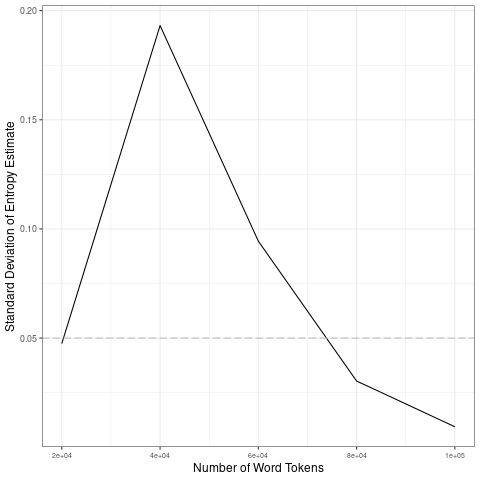 Standard Deviation of Entropy Estimate
0.20
0.15
0.10
0.05
2e+04 4e+04 6e+04 8e+04 1e+05
Number of Word Tokens